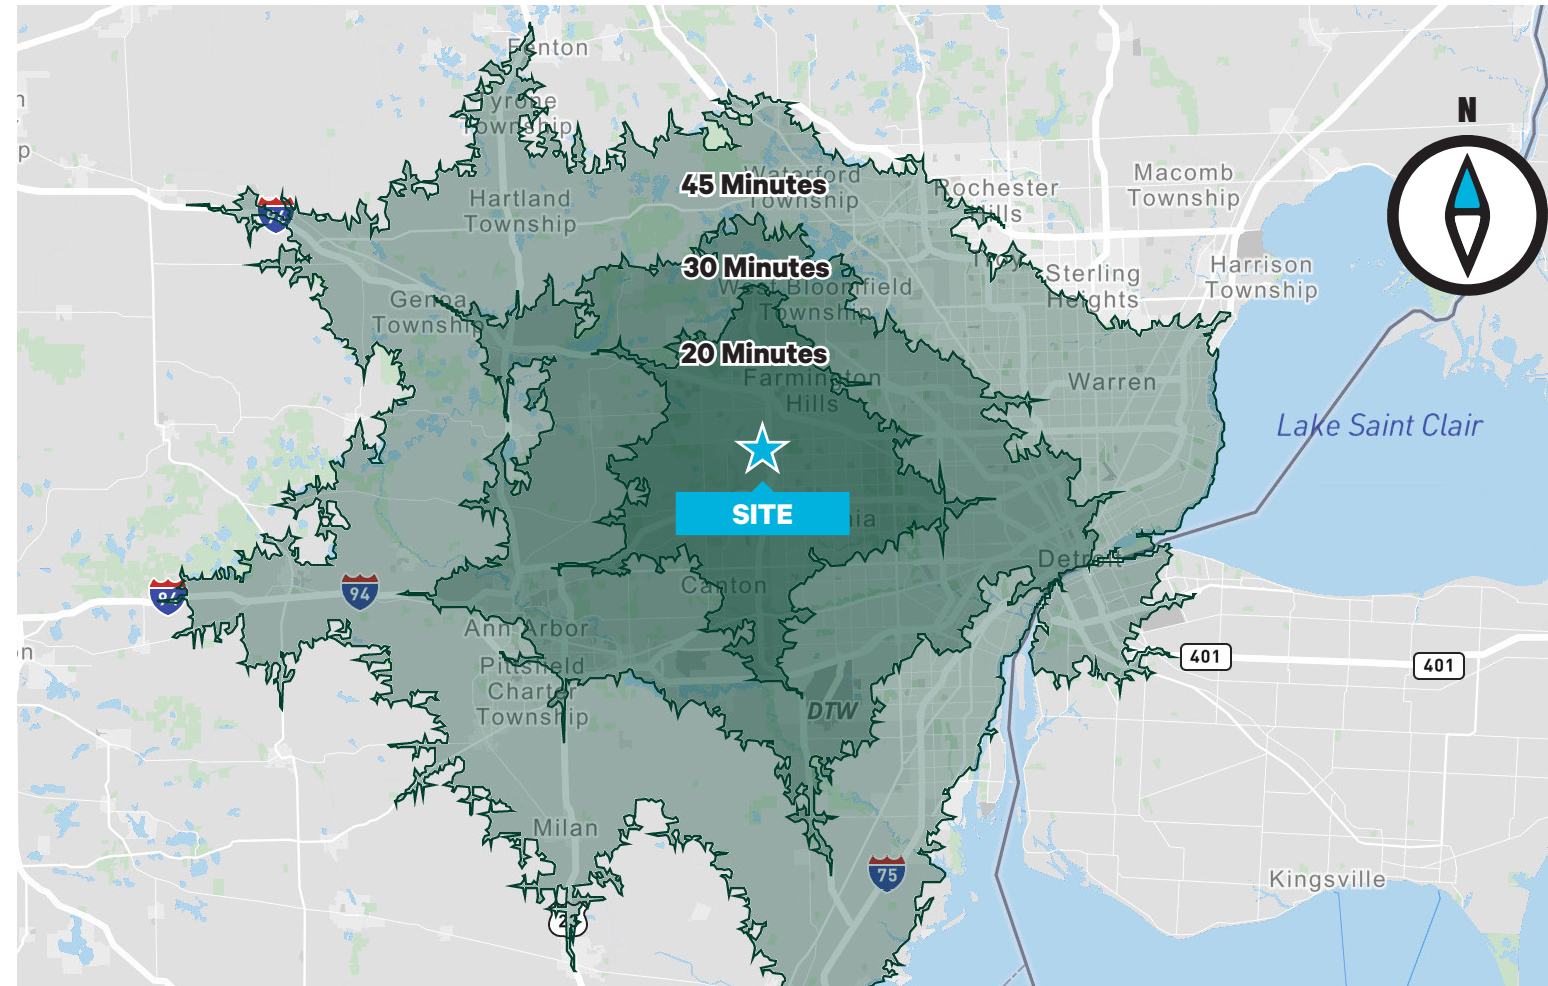 Fenton
N
Tyrone
Township
Macomb
Township
Waterford
Township
45 Minutes
Rochester
Hills
Hartland
Township
Troy
Sterling
Heights
Harrison
Township
30 Minutes
West Bloomfield
Township
Genoa
Township
20 Minutes
Farmington
Hills
Warren
Lake Saint Clair
SITE
Detroit
Canton
94
94
Ann Arbor
401
401
Pittsfield
Charter
Township
DTW
Milan
75
Kingsville